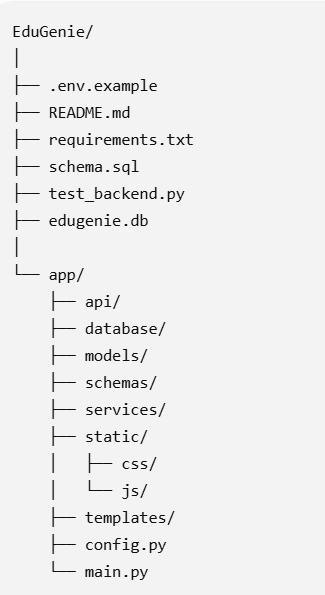 EduGenie/
│
├── .env.example
├── README.md
├── requirements.txt
├── schema.sql
├── test_backend.py
├── edugenie.db
│
└── app/
    ├── api/
    ├── database/
    ├── models/
    ├── schemas/
    ├── services/
    ├── static/
    │   ├── css/
    │   └── js/
    ├── templates/
    ├── config.py
    └── main.py